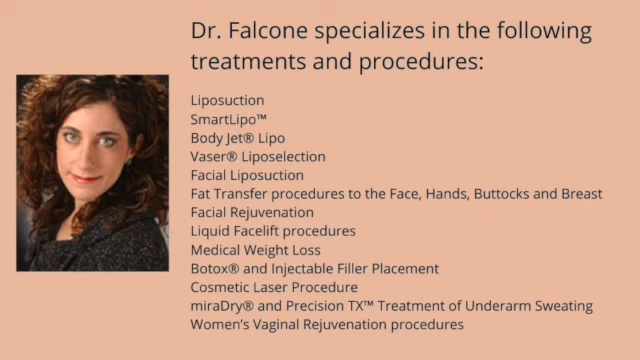 Dr. Falcone specializes in the following
treatments and procedures:
Liposuction
SmartLipo™
Body Jet® Lipo
Vaser® Liposelection
Facial Liposuction
Fat Transfer procedures to the Face, Hands, Buttocks and Breast
Facial Rejuvenation
Liquid Facelift procedures
Medical Weight Loss
Botox® and Injectable Filler Placement
Cosmetic Laser Procedure
miraDry® and Precision TX™ Treatment of Underarm Sweating
Women’s Vaginal Rejuvenation procedures